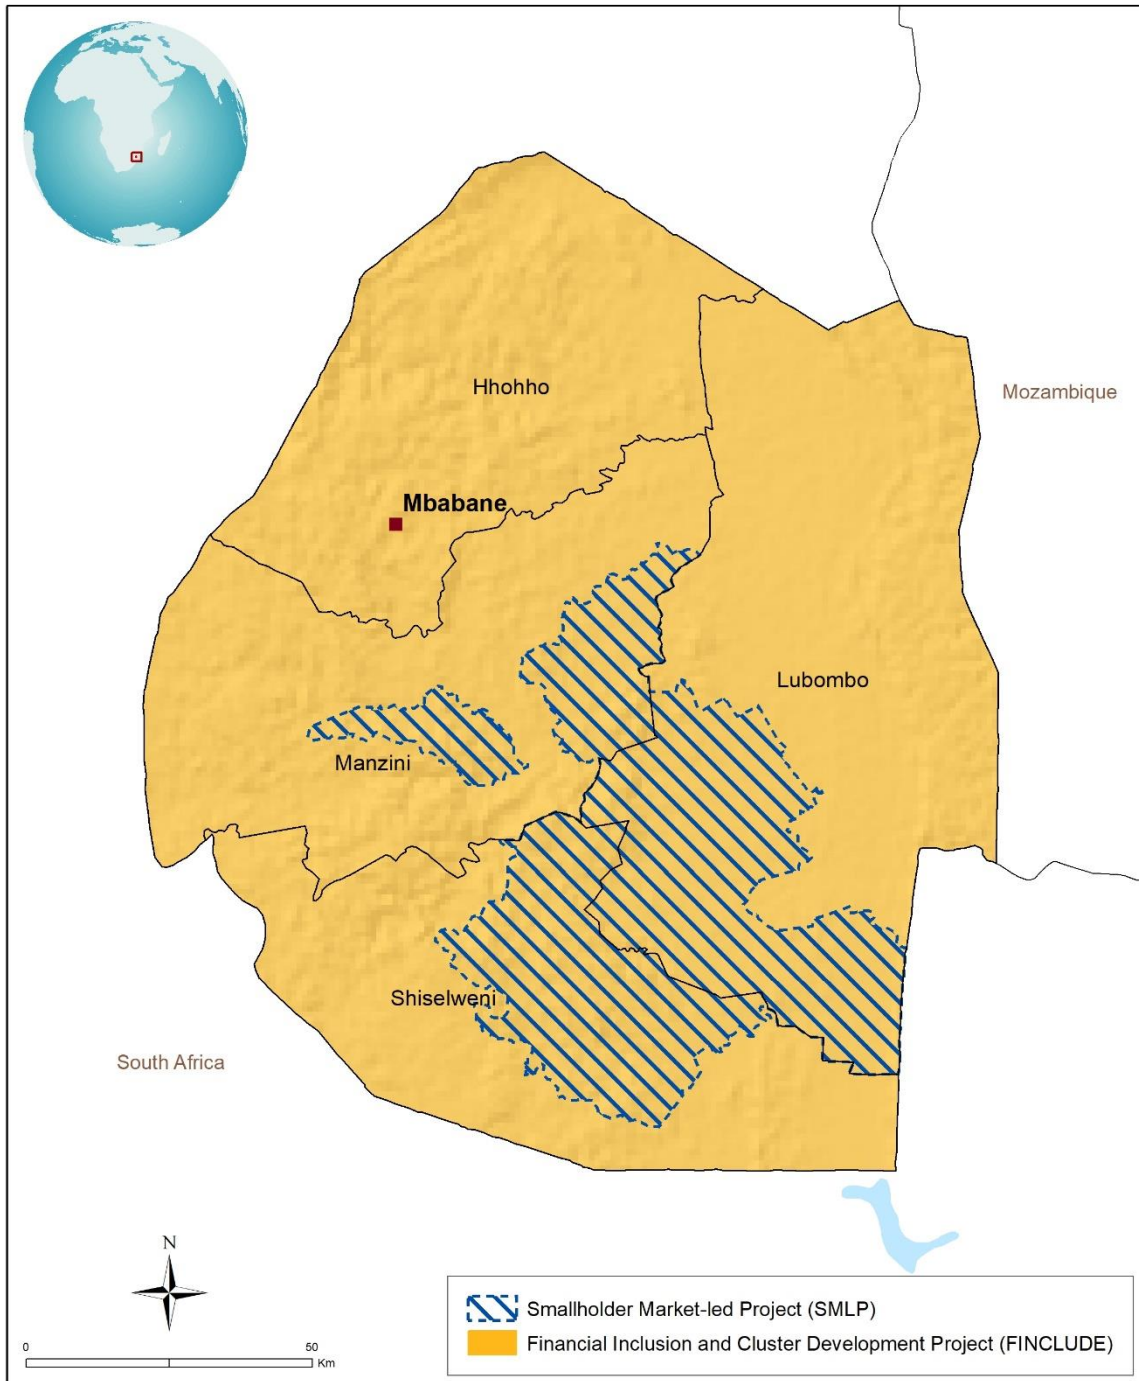 Hhohho
Mozambique
Mbabane
Lubombo
Manzini
Shiselweni
South Africa
N
0 50
Km
Smallholder Market-led Project (SMLP)
Financial Inclusion and Cluster Development Project (FINCLUDE)